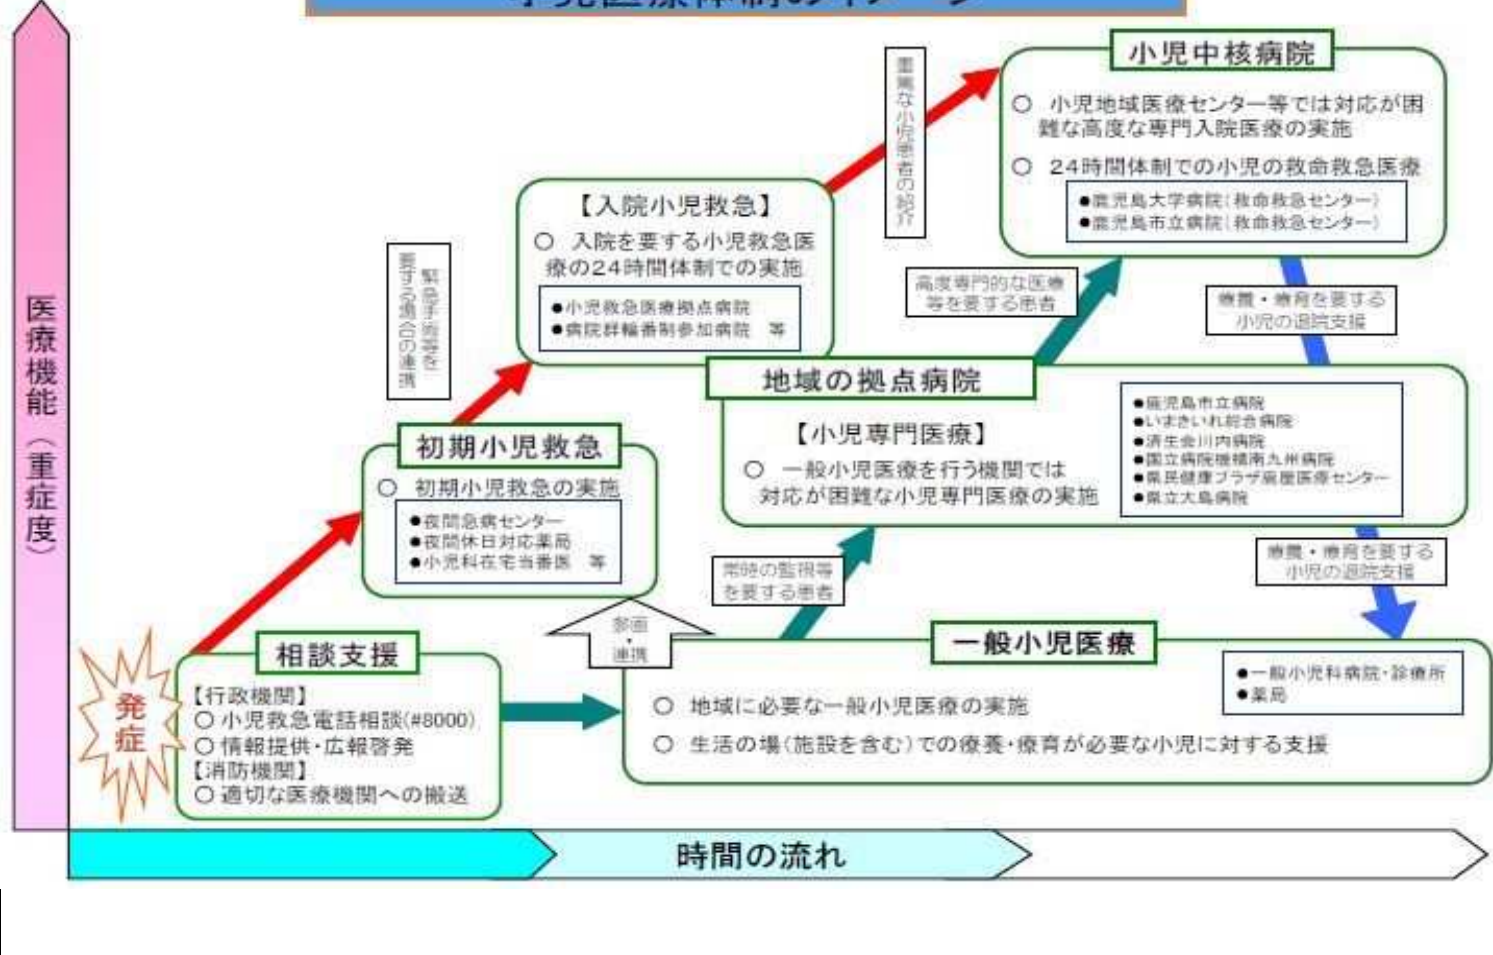 小児医療体制のイメージ
医療機能（重症度）
小児中核病院
○ 小児地域医療センター等では対応が困
難な高度な専門入院医療の実施
○ 24時間体制での小児の救命救急医療
●鹿児島大学病院(救命救急センター)
●鹿児島市立病院(救命救急センター)
重篤な小児患者の紹介
【入院小児救急】
○ 入院を要する小児救急医
療の24時間体制での実施
●小児救急医療拠点病院
●病院群輪番制参加病院 等
高度専門的な医療
等を要する患者
療養・療育を要する
小児の退院支援
緊急手術等を
要する場合の連携
地域の拠点病院
【小児専門医療】
○ 一般小児医療を行う機関では
対応が困難な小児専門医療の実施
●鹿児島市立病院
●いまきいれ総合病院
●済生会川内病院
●国立病院機構南九州病院
●県民健康プラザ鹿屋医療センター
●県立大島病院
初期小児救急
○ 初期小児救急の実施
●夜間急病センター
●夜間休日対応薬局
●小児科在宅当番医 等
常時の監視等
を要する患者
療養・療育を要する
小児の退院支援
参画
・
連携
発
症
相談支援
【行政機関】
○ 小児救急電話相談(#8000)
○ 情報提供・広報啓発
【消防機関】
○ 適切な医療機関への搬送
一般小児医療
●一般小児科病院・診療所
●薬局
○ 地域に必要な一般小児医療の実施
○ 生活の場(施設を含む)での療養・療育が必要な小児に対する支援
時間の流れ